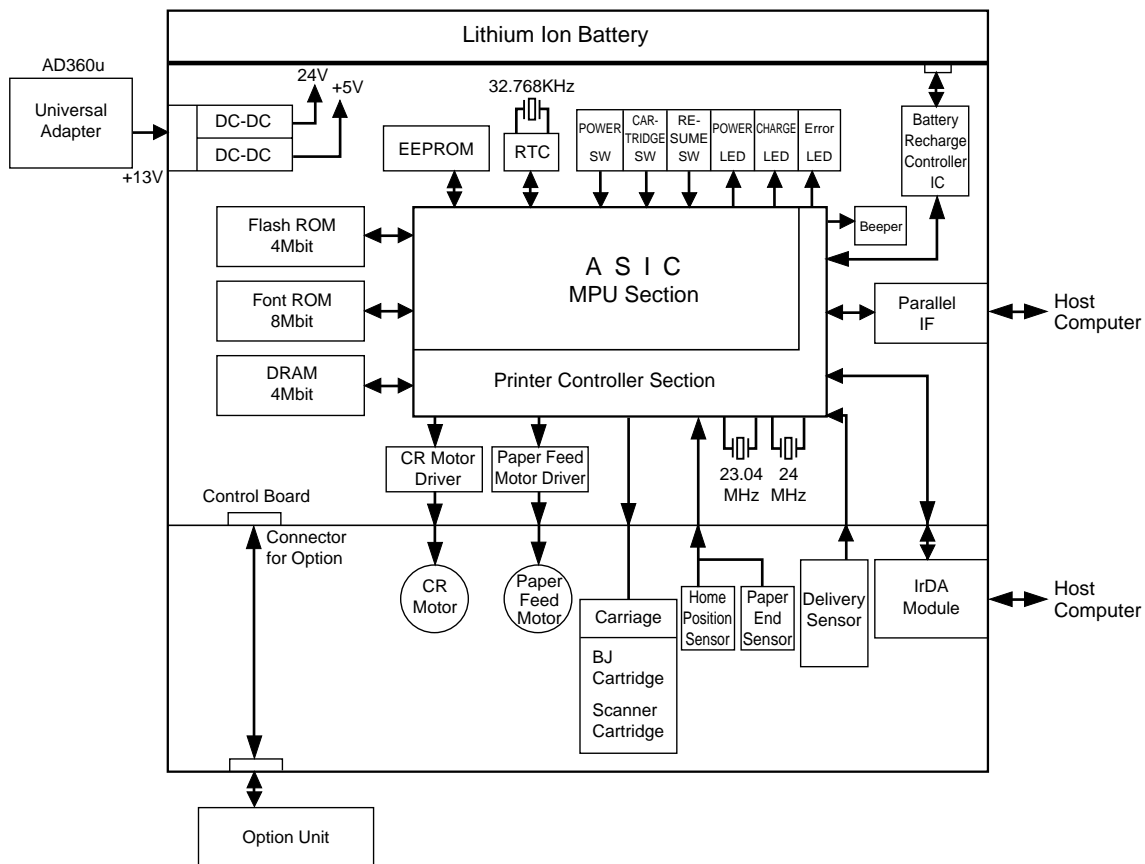 Lithium Ion Battery
AD360u
Universal
Adapter
+13V
24V
+5V
DC-DC
DC-DC
EEPROM
32.768KHz
RTC
POWER
SW
CAR-
TRIDGE
SW
RE-
SUME
SW
POWER
LED
CHARGE
LED
Error
LED
Battery
Recharge
Controller
IC
Beeper
Flash ROM
4Mbit
Font ROM
8Mbit
DRAM
4Mbit
A S I C
MPU Section
Printer Controller Section
Parallel
IF
Host
Computer
CR Motor
Driver
Paper Feed
Motor Driver
23.04
MHz
24
MHz
Control Board
Connector
for Option
CR
Motor
Paper
Feed
Motor
Carriage
BJ
Cartridge
Scanner
Cartridge
Home
Position
Sensor
Paper
End
Sensor
Delivery
Sensor
IrDA
Module
Host
Computer
Option Unit